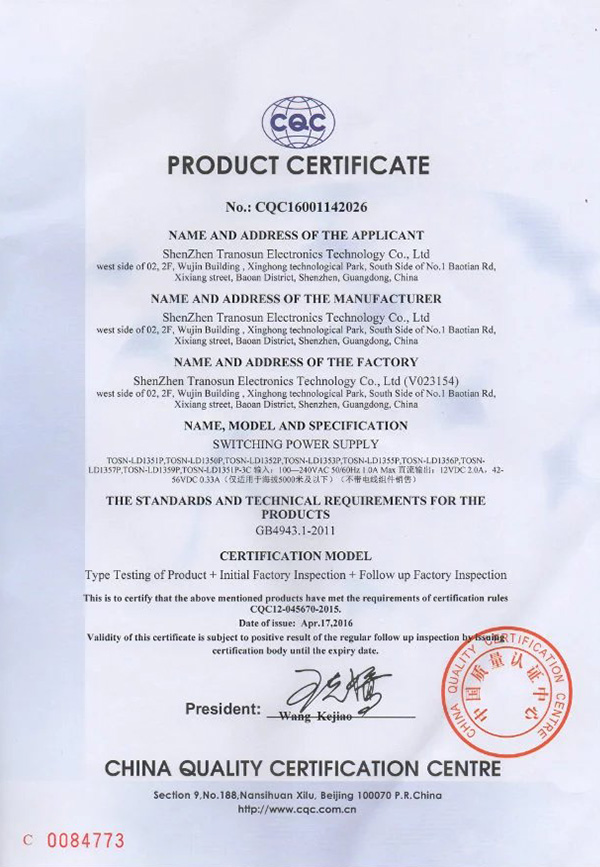 CQC
PRODUCT CERTIFICATE
No.: CQC16001142026
NAME AND ADDRESS OF THE APPLICANT
ShenZhen Tranosun Electronics Technology Co., Ltd
west side of 02, 2F, Wujin Building , Xinghong technological Park, South Side of No.1 Baotian Rd,
Xixiang street, Baoan District, Shenzhen, Guangdong, China
NAME AND ADDRESS OF THE MANUFACTURER
ShenZhen Tranosun Electronics Technology Co., Ltd
west side of 02, 2F, Wujin Building , Xinghong technological Park, South Side of No.1 Baotian Rd,
Xixiang street, Baoan District, Shenzhen, Guangdong, China
NAME AND ADDRESS OF THE FACTORY
ShenZhen Tranosun Electronics Technology Co., Ltd (V023154)
west side of 02, 2F, Wujin Building , Xinghong technological Park, South Side of No.1 Baotian Rd,
Xixiang street, Baoan District, Shenzhen, Guangdong, China
NAME, MODEL AND SPECIFICATION
SWITCHING POWER SUPPLY
TOSN-LD1351P,TOSN-LD1350P,TOSN-LD1352P,TOSN-LD1353P,TOSN-LD1355P,TOSN-LD1356P,TOSN-
LD1357P,TOSN-LD1359P,TOSN-LD1351P-3C 输入: 100—240VAC 50/60Hz 1.0A Max 直流输出: 12VDC 2.0A, 42-
56VDC 0.33A (仅适用于海拔5000米及以下) (不带电线组件销售)
THE STANDARDS AND TECHNICAL REQUIREMENTS FOR THE
PRODUCTS
GB4943.1-2011
CERTIFICATION MODEL
Type Testing of Product + Initial Factory Inspection + Follow up Factory Inspection
This is to certify that the above mentioned products have met the requirements of certification rules
CQC12-045670-2015.
Date of issue: Apr.17,2016
Validity of this certificate is subject to positive result of the regular follow up inspection by issuing
certification body until the expiry date.
President:
Wang Kejiao
CHINA QUALITY CERTIFICATION CENTRE
中国质量认证中心
CHINA QUALITY CERTIFICATION CENTRE
Section 9,No.188,Nansihuan Xilu, Beijing 100070 P.R.China
http://www.cqc.com.cn
C 0084773